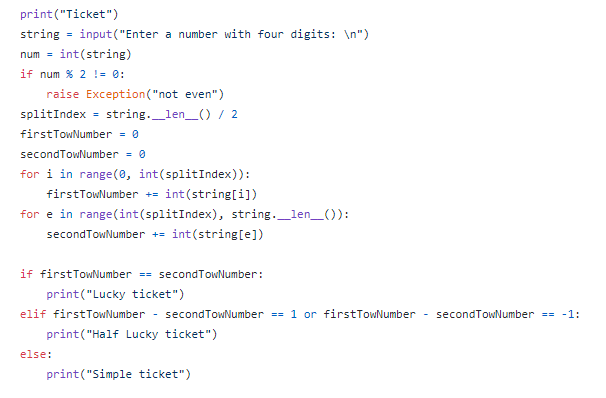 print("Ticket")
string = input("Enter a number with four digits: \n")
num = int(string)
if num % 2 != 0:
    raise Exception("not even")
splitIndex = string.__len__() / 2
firstTowNumber = 0
secondTowNumber = 0
for i in range(0, int(splitIndex)):
    firstTowNumber += int(string[i])
for e in range(int(splitIndex), string.__len__()):
    secondTowNumber += int(string[e])

if firstTowNumber == secondTowNumber:
    print("Lucky ticket")
elif firstTowNumber - secondTowNumber == 1 or firstTowNumber - secondTowNumber == -1:
    print("Half Lucky ticket")
else:
    print("Simple ticket")